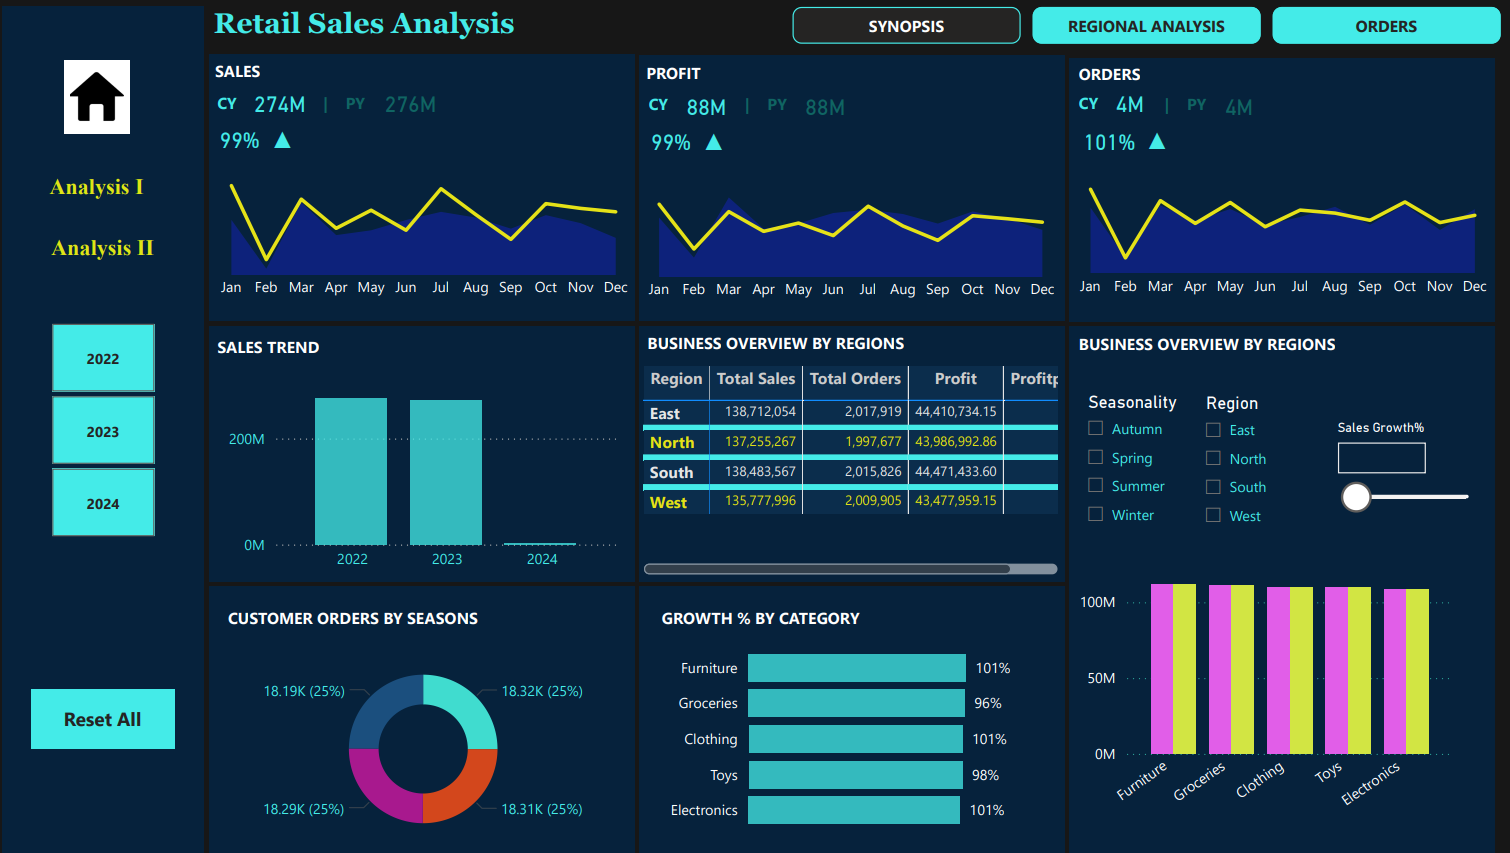 Retail Sales Analysis
SYNOPSIS
REGIONAL ANALYSIS
ORDERS
Analysis I
Analysis II
2022
2023
2024
Reset All
SALES
CY 274M | PY 276M
99% ▲
Jan Feb Mar Apr May Jun Jul Aug Sep Oct Nov Dec
PROFIT
CY 88M | PY 88M
99% ▲
Jan Feb Mar Apr May Jun Jul Aug Sep Oct Nov Dec
ORDERS
CY 4M | PY 4M
101% ▲
Jan Feb Mar Apr May Jun Jul Aug Sep Oct Nov Dec
SALES TREND
200M
0M
2022 2023 2024
BUSINESS OVERVIEW BY REGIONS
Region Total Sales Total Orders Profit Profitp
East 138,712,054 2,017,919 44,410,734.15
North 137,255,267 1,997,677 43,986,992.86
South 138,483,567 2,015,826 44,471,433.60
West 135,777,996 2,009,905 43,477,959.15
BUSINESS OVERVIEW BY REGIONS
Seasonality
Autumn
Spring
Summer
Winter
Region
East
North
South
West
Sales Growth%
100M
50M
0M
Furniture Groceries Clothing Toys Electronics
CUSTOMER ORDERS BY SEASONS
18.19K (25%) 18.32K (25%)
18.29K (25%) 18.31K (25%)
GROWTH % BY CATEGORY
Furniture 101%
Groceries 96%
Clothing 101%
Toys 98%
Electronics 101%